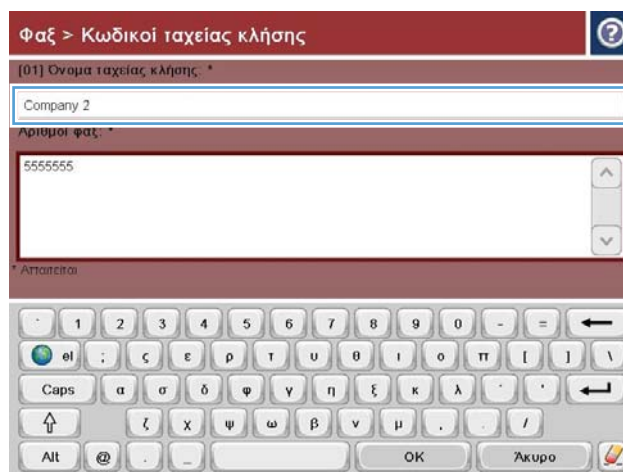 Φαξ > Κωδικοί ταχείας κλήσης ?
[01] Όνομα ταχείας κλήσης: *
Company 2
Αριθμοί φαξ: *
5555555
* Απαιτείται
1 2 3 4 5 6 7 8 9 0 - =
el ; ς ε ρ τ υ θ ι ο π [ ] \
Caps α σ δ φ γ η ξ κ λ ΄ '
ζ χ ψ ω β ν μ , . /
Alt @ . _ OK Άκυρο